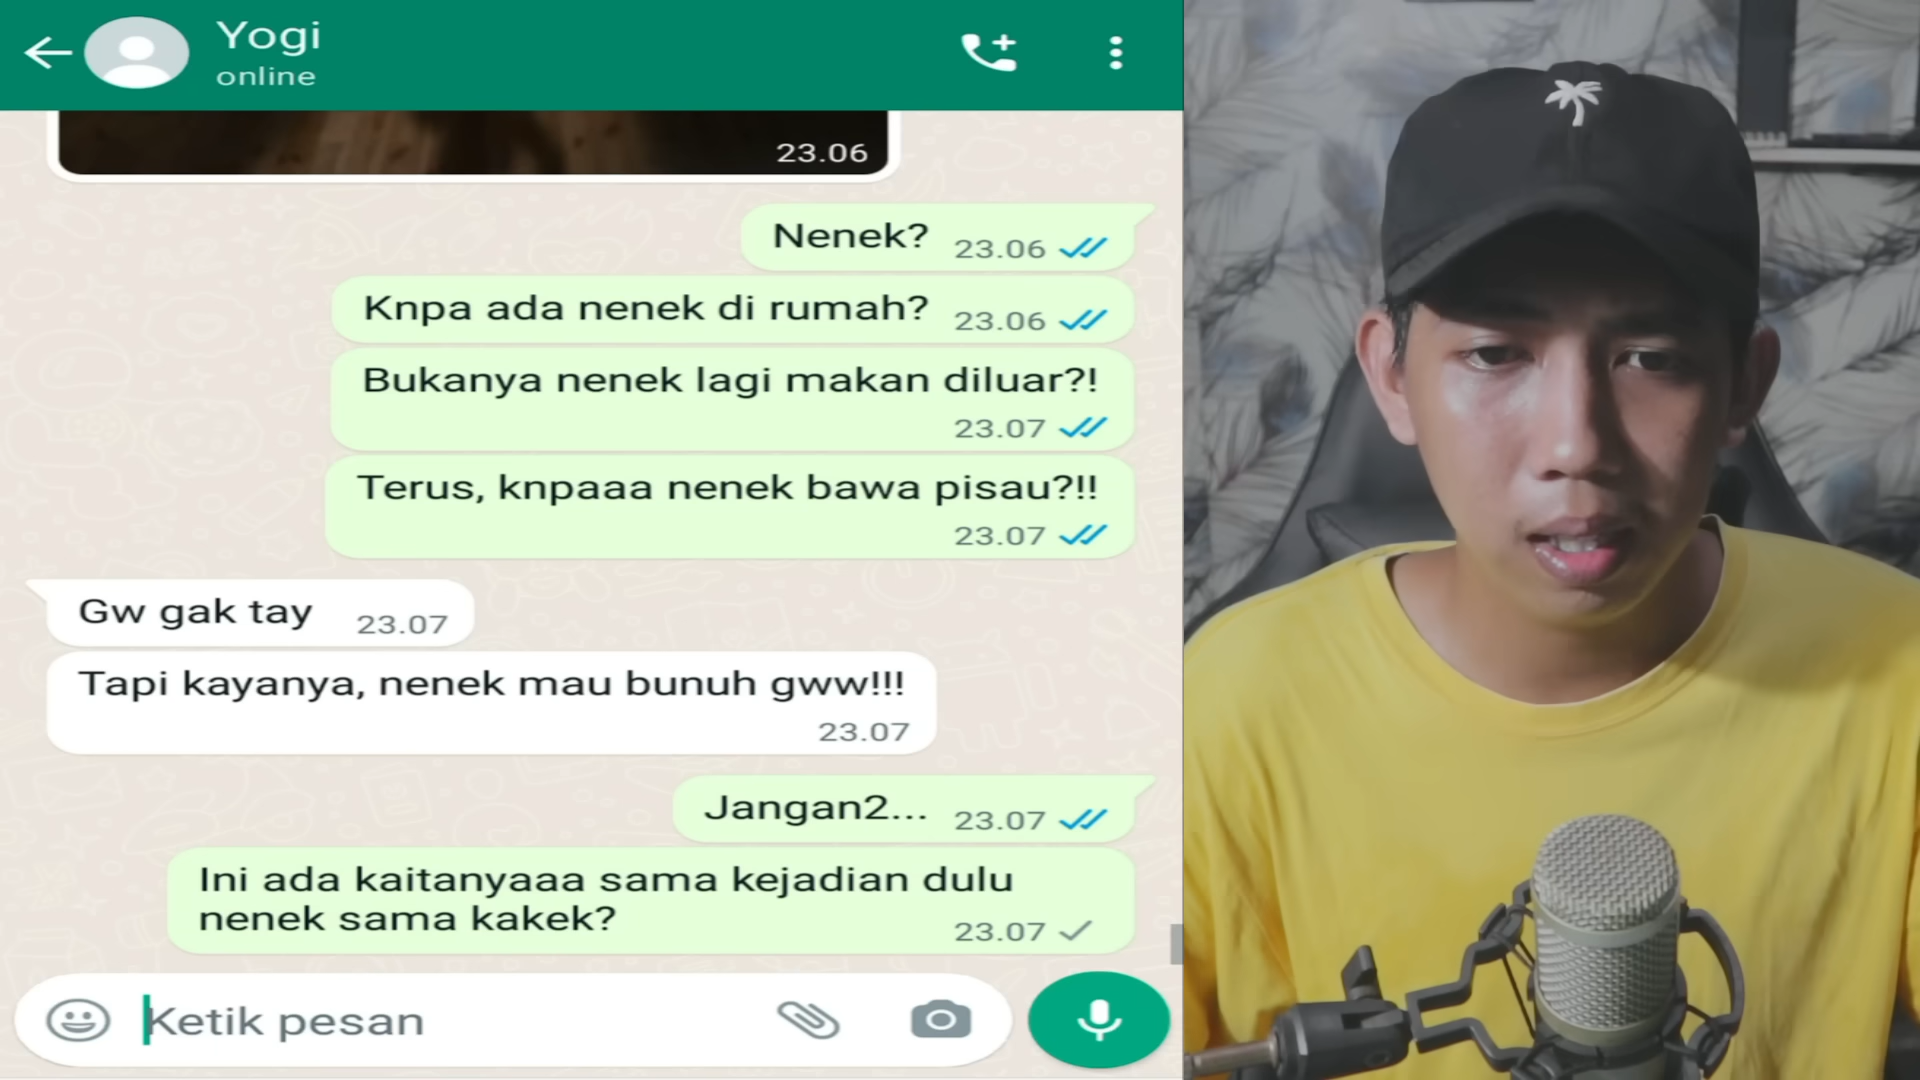 Yogi
online
23.06
Nenek? 23.06
Knpa ada nenek di rumah? 23.06
Bukanya nenek lagi makan diluar?!
23.07
Terus, knpaaa nenek bawa pisau?!!
23.07
Gw gak tay 23.07
Tapi kayanya, nenek mau bunuh gww!!!
23.07
Jangan2... 23.07
Ini ada kaitanyaaa sama kejadian dulu
nenek sama kakek? 23.07
Ketik pesan